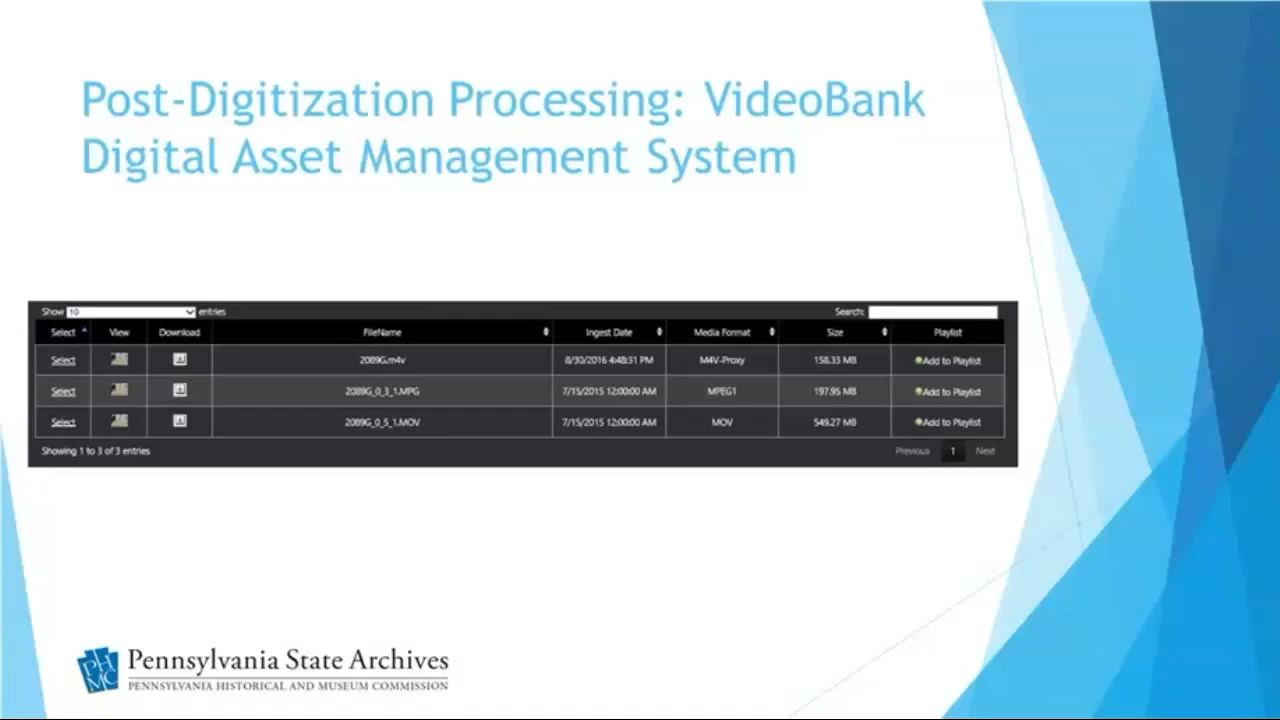 Post-Digitization Processing: VideoBank
Digital Asset Management System
Show 10 entries Search:
Select View Download FileName Ingest Date Media Format Size Playlist
Select 2089G.m4v 8/30/2016 4:48:31 PM M4V-Proxy 158.33 MB Add to Playlist
Select 2089G_0_3_1.MPG 7/15/2015 12:00:00 AM MPEG1 197.95 MB Add to Playlist
Select 2089G_0_5_1.MOV 7/15/2015 12:00:00 AM MOV 549.27 MB Add to Playlist
Showing 1 to 3 of 3 entries Previous 1 Next
PHMC Pennsylvania State Archives
PENNSYLVANIA HISTORICAL AND MUSEUM COMMISSION